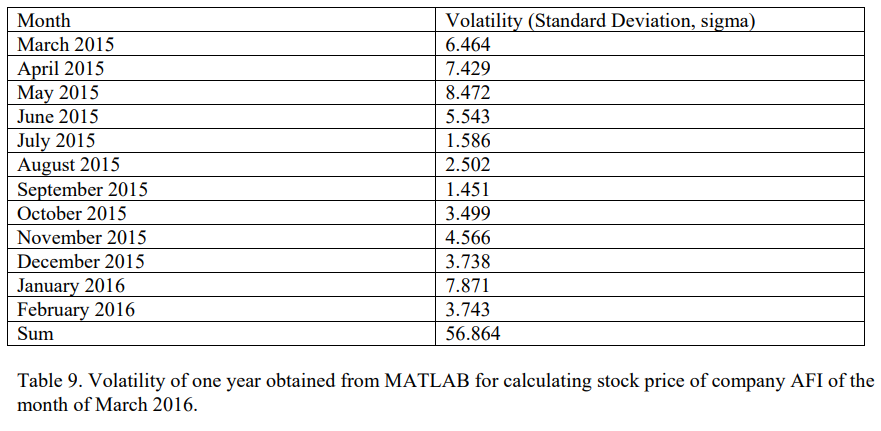 Month Volatility (Standard Deviation, sigma)
March 2015 6.464
April 2015 7.429
May 2015 8.472
June 2015 5.543
July 2015 1.586
August 2015 2.502
September 2015 1.451
October 2015 3.499
November 2015 4.566
December 2015 3.738
January 2016 7.871
February 2016 3.743
Sum 56.864
Table 9. Volatility of one year obtained from MATLAB for calculating stock price of company AFI of the
month of March 2016.